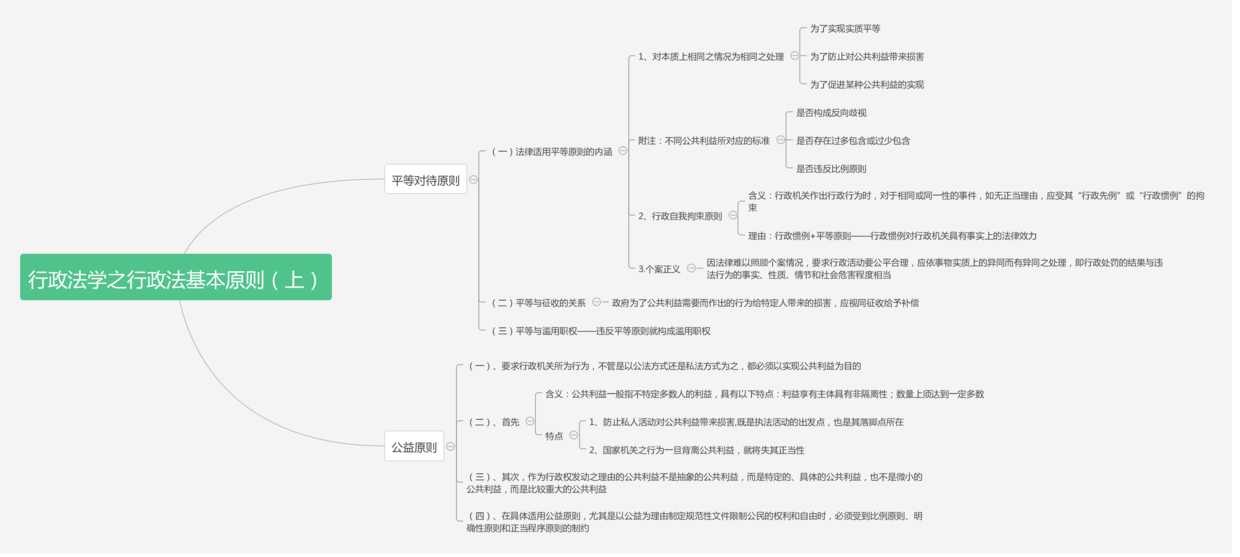 行政法学之行政法基本原则（上）
平等对待原则
（一）法律适用平等原则的内涵
1、对本质上相同之情况为相同之处理
为了实现实质平等
为了防止对公共利益带来损害
为了促进某种公共利益的实现
附注：不同公共利益所对应的标准
是否构成反向歧视
是否存在过多包含或过少包含
是否违反比例原则
2、行政自我拘束原则
含义：行政机关作出行政行为时，对于相同或同一性的事件，如无正当理由，应受其“行政先例”或“行政惯例”的拘
束
理由：行政惯例+平等原则——行政惯例对行政机关具有事实上的法律效力
3.个案正义
因法律难以照顾个案情况，要求行政活动要公平合理，应依事物实质上的异同而有异同之处理，即行政处罚的结果与违
法行为的事实、性质、情节和社会危害程度相当
（二）平等与征收的关系
政府为了公共利益需要而作出的行为给特定人带来的损害，应视同征收给予补偿
（三）平等与滥用职权——违反平等原则就构成滥用职权
公益原则
（一）、要求行政机关所为行为，不管是以公法方式还是私法方式为之，都必须以实现公共利益为目的
（二）、首先
含义：公共利益一般指不特定多数人的利益，具有以下特点：利益享有主体具有非隔离性；数量上须达到一定多数
特点
1、防止私人活动对公共利益带来损害,既是执法活动的出发点，也是其落脚点所在
2、国家机关之行为一旦背离公共利益，就将失其正当性
（三）、其次，作为行政权发动之理由的公共利益不是抽象的公共利益，而是特定的、具体的公共利益，也不是微小的
公共利益，而是比较重大的公共利益
（四）、在具体适用公益原则，尤其是以公益为理由制定规范性文件限制公民的权利和自由时，必须受到比例原则、明
确性原则和正当程序原则的制约